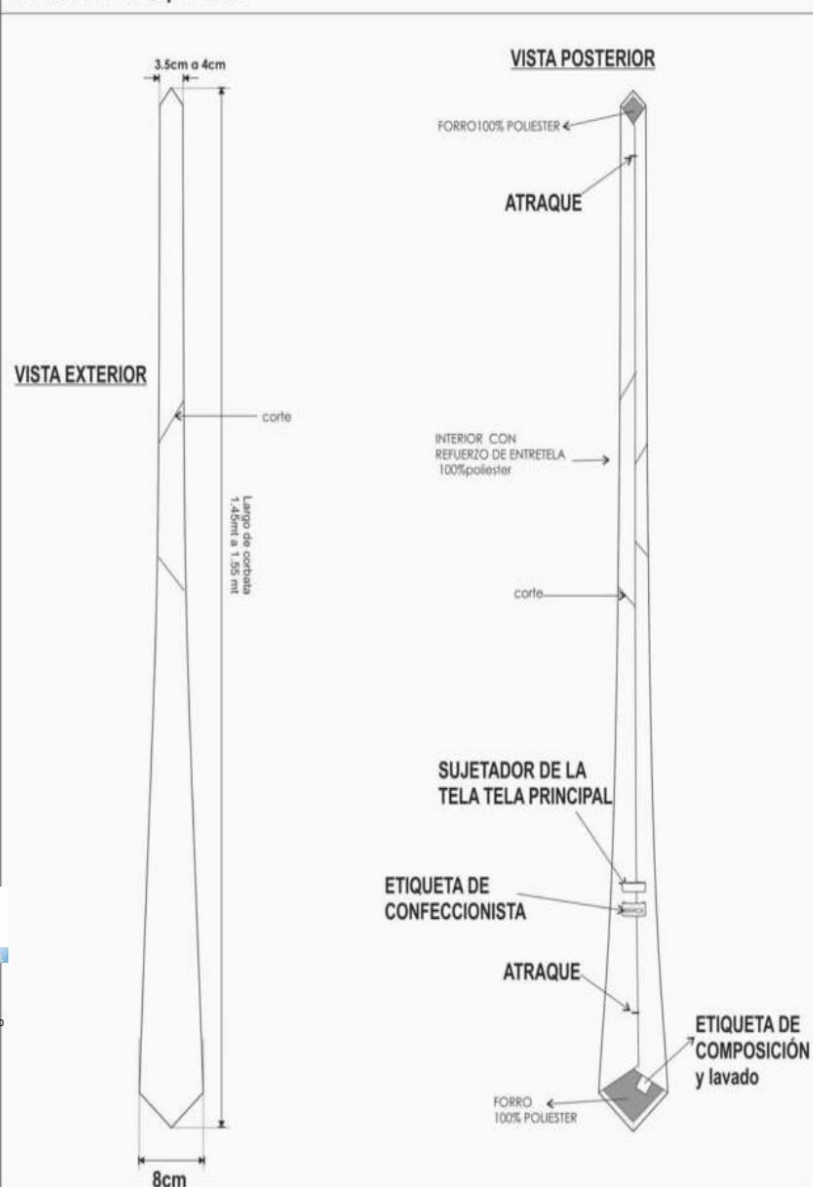 VISTA POSTERIOR
3.5cm a 4cm
FORRO100% POLIESTER
ATRAQUE
VISTA EXTERIOR
corte
INTERIOR CON
REFUERZO DE ENTRETELA
100%poliester
Largo de corbata
1.45mt a 1.55 mt
corte
SUJETADOR DE LA
TELA TELA PRINCIPAL
ETIQUETA DE
CONFECCIONISTA
ATRAQUE
ETIQUETA DE
COMPOSICIÓN
y lavado
FORRO
100% POLIESTER
8cm